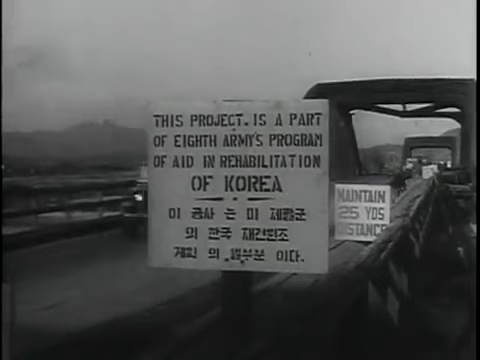 THIS PROJECT. IS A PART
OF EIGHTH ARMY'S PROGRAM
OF AID IN REHABILITATION
OF KOREA
이 공사 는 미 제팔군
의 한국 재건원조
계획 의 일부분 이다.
MAINTAIN
25 YDS
DISTANCE